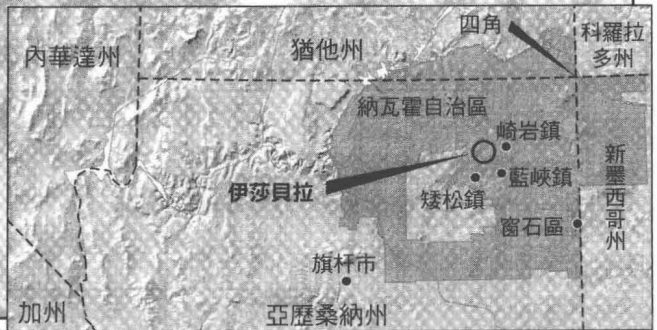 內華達州
猶他州
四角
科羅拉
多州
納瓦霍自治區
崎岩鎮
伊莎貝拉
藍峽鎮
矮松鎮
新墨西哥州
窗石區
旗杆市
加州
亞歷桑納州